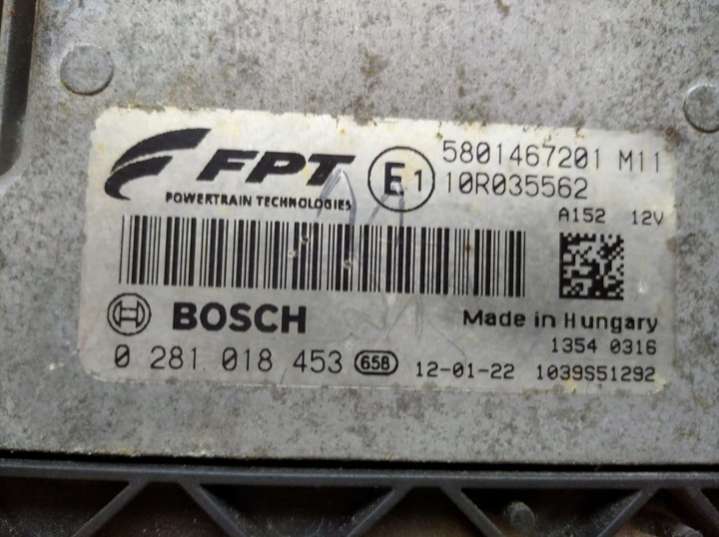 FPT
POWERTRAIN TECHNOLOGIES
E1
5801467201 M11
10R035562
A152 12V
BOSCH
Made in Hungary
1354 0316
0 281 018 453 658 12-01-22 1039S51292